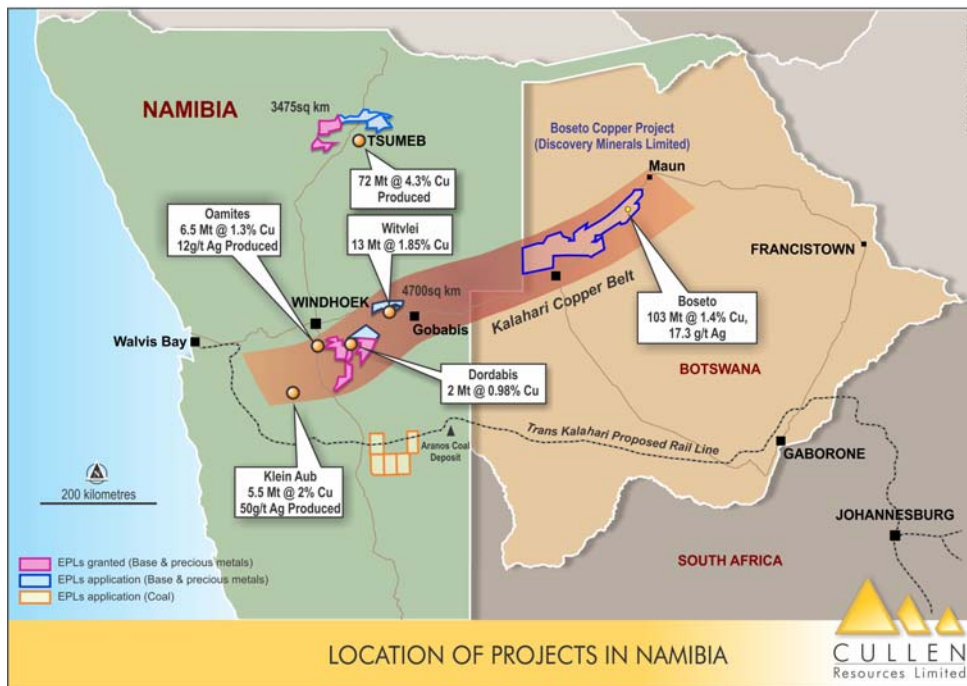 NAMIBIA
3475sq km
TSUMEB
72 Mt @ 4.3% Cu
Produced
Oamites
6.5 Mt @ 1.3% Cu
12g/t Ag Produced
Witvlei
13 Mt @ 1.85% Cu
4700sq km
WINDHOEK
Gobabis
Walvis Bay
Dordabis
2 Mt @ 0.98% Cu
Klein Aub
5.5 Mt @ 2% Cu
50g/t Ag Produced
Aranos Coal
Deposit
Boseto Copper Project
(Discovery Minerals Limited)
Maun
FRANCISTOWN
Kalahari Copper Belt
Boseto
103 Mt @ 1.4% Cu,
17.3 g/t Ag
BOTSWANA
Trans Kalahari Proposed Rail Line
GABORONE
JOHANNESBURG
SOUTH AFRICA
200 kilometres
EPLs granted (Base & precious metals)
EPLs application (Base & precious metals)
EPLs application (Coal)
LOCATION OF PROJECTS IN NAMIBIA
CULLEN
Resources Limited